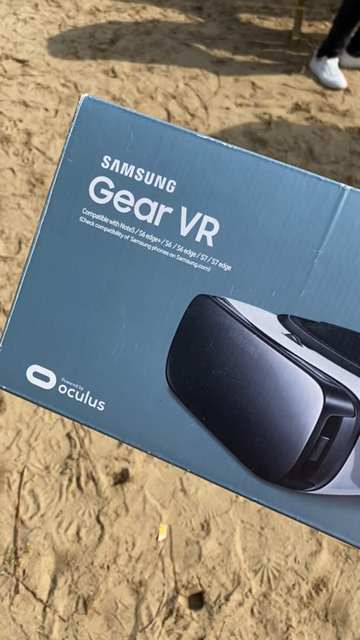 SAMSUNG
Gear VR
Compatible with Note5 / S6 edge+ / S6 / S6 edge / S7 / S7 edge
(Check compatibility of Samsung phones on Samsung.com)
Powered by
oculus